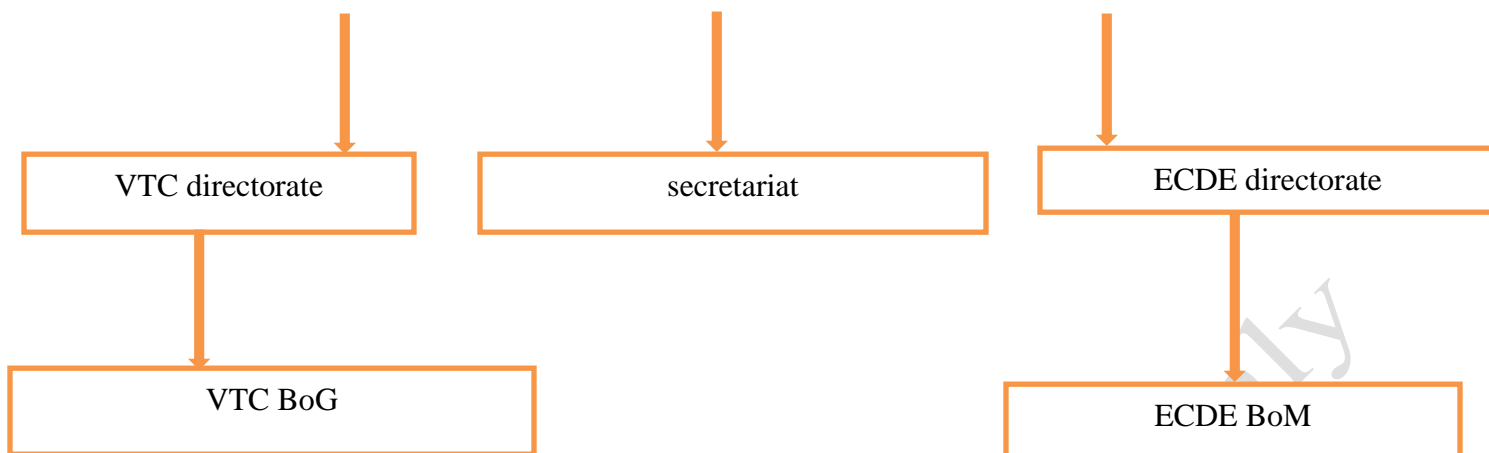 VTC directorate
secretariat
ECDE directorate
VTC BoG
ECDE BoM